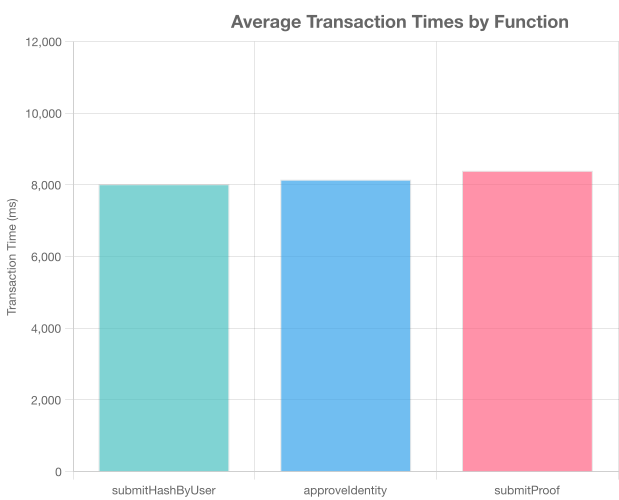 Average Transaction Times by Function
12,000
10,000
8,000
6,000
4,000
2,000
0
Transaction Time (ms)
submitHashByUser
approveIdentity
submitProof